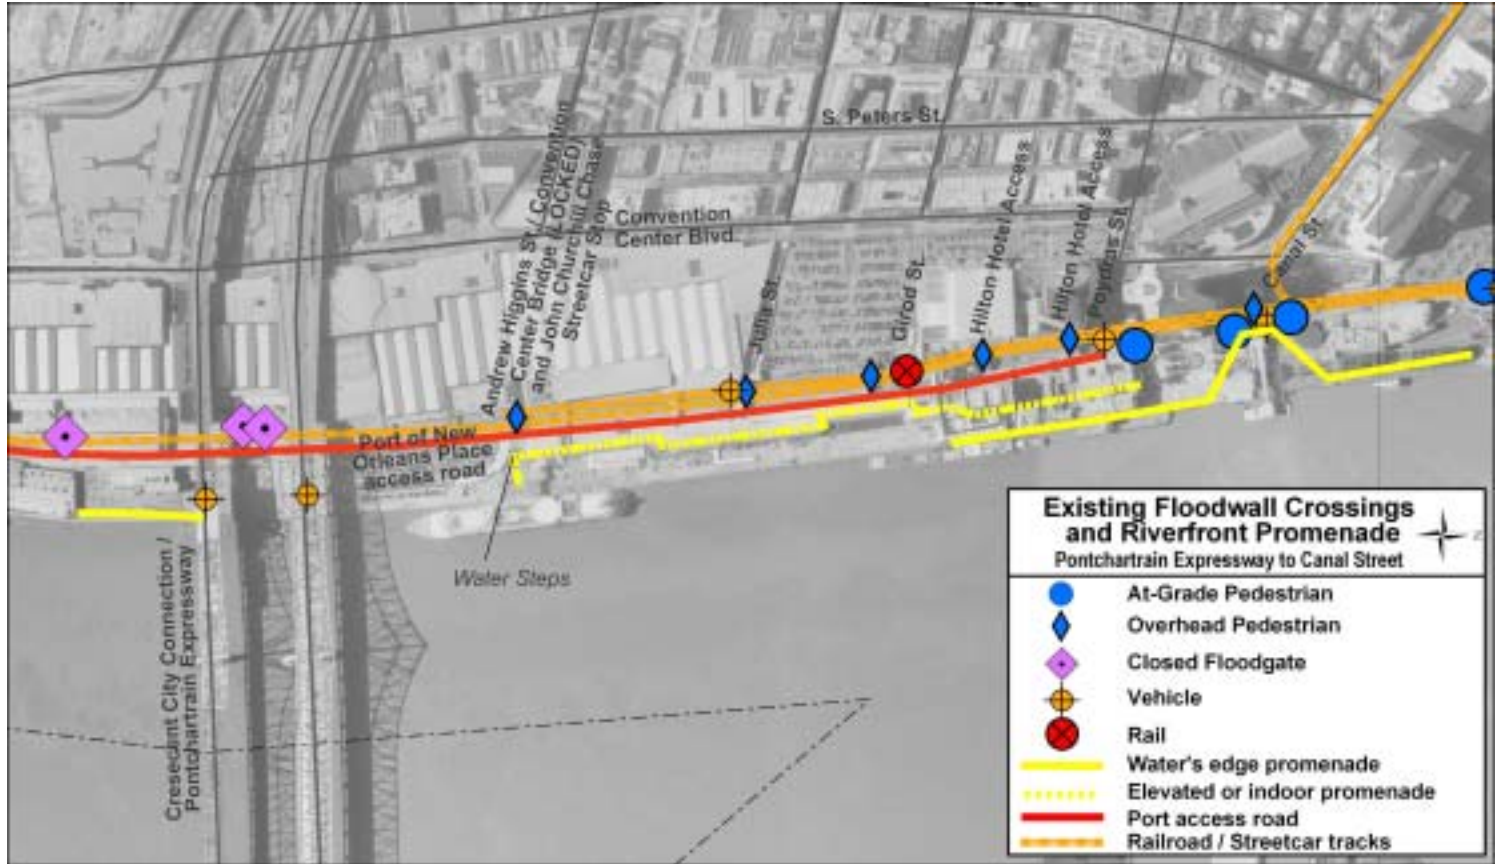 S. Peters St.
Convention
Center Blvd
Andrew Higgins St / Convention
Center Bridge (LOCKED)
and John Churchill Chase
Streetcar Stop
Julia St.
Girod St.
Hilton Hotel Access
Hilton Hotel Access
Poydras St.
Canal St
Port of New
Orleans Place
access road
Water Steps
Cresecent City Connection /
Pontchartrain Expressway
Existing Floodwall Crossings
and Riverfront Promenade
Pontchartrain Expressway to Canal Street
At-Grade Pedestrian
Overhead Pedestrian
Closed Floodgate
Vehicle
Rail
Water's edge promenade
Elevated or indoor promenade
Port access road
Railroad / Streetcar tracks